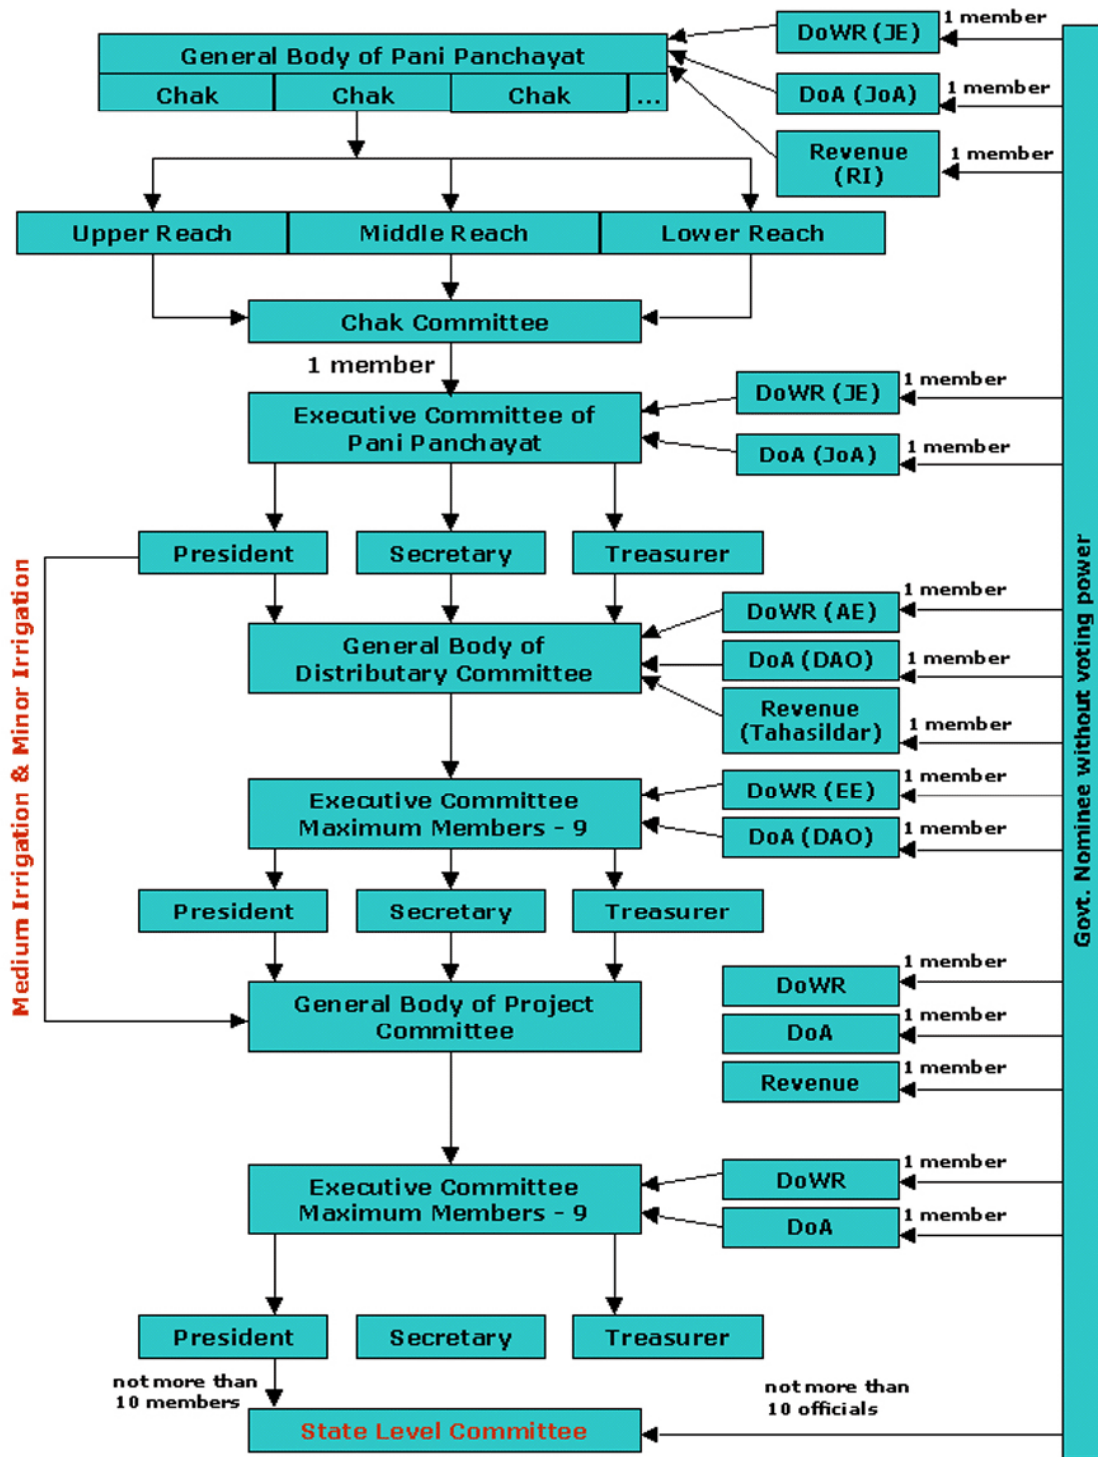 General Body of Pani Panchayat
Chak
Chak
Chak
...
DoWR (JE)
1 member
DoA (JoA)
1 member
Revenue
(RI)
1 member
Upper Reach
Middle Reach
Lower Reach
Chak Committee
1 member
Executive Committee of
Pani Panchayat
DoWR (JE)
1 member
DoA (JoA)
1 member
President
Secretary
Treasurer
General Body of
Distributary Committee
DoWR (AE)
1 member
DoA (DAO)
1 member
Revenue
(Tahasildar)
1 member
Executive Committee
Maximum Members - 9
DoWR (EE)
1 member
DoA (DAO)
1 member
President
Secretary
Treasurer
General Body of Project
Committee
DoWR
1 member
DoA
1 member
Revenue
1 member
Executive Committee
Maximum Members - 9
DoWR
1 member
DoA
1 member
President
Secretary
Treasurer
not more than
10 members
not more than
10 officials
State Level Committee
Medium Irrigation & Minor Irrigation
Govt. Nominee without voting power